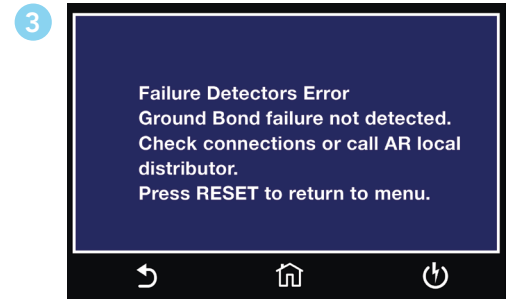 3
Failure Detectors Error
Ground Bond failure not detected.
Check connections or call AR local
distributor.
Press RESET to return to menu.